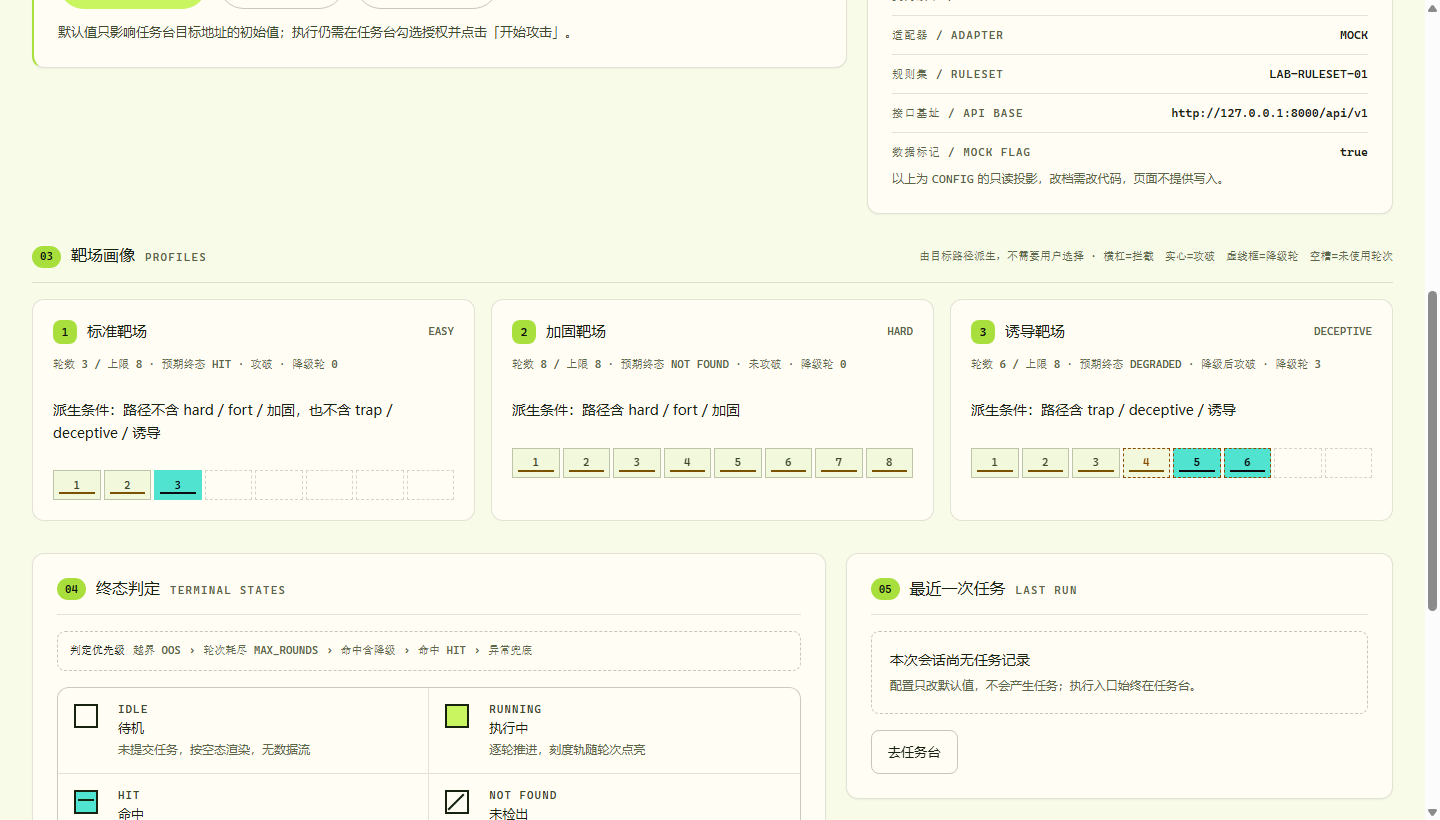 默认值只影响任务台目标地址的初始值；执行仍需在任务台勾选授权并点击「开始攻击」。
适配器 / ADAPTER MOCK
规则集 / RULESET LAB-RULESET-01
接口基址 / API BASE http://127.0.0.1:8000/api/v1
数据标记 / MOCK FLAG true
以上为 CONFIG 的只读投影，改档需改代码，页面不提供写入。
03 靶场画像 PROFILES
由目标路径派生，不需要用户选择 · 横杠=拦截 实心=攻破 虚线框=降级轮 空槽=未使用轮次
1 标准靶场 EASY
轮数 3 / 上限 8 · 预期终态 HIT · 攻破 · 降级轮 0
派生条件：路径不含 hard / fort / 加固，也不含 trap /
deceptive / 诱导
1 2 3
2 加固靶场 HARD
轮数 8 / 上限 8 · 预期终态 NOT FOUND · 未攻破 · 降级轮 0
派生条件：路径含 hard / fort / 加固
1 2 3 4 5 6 7 8
3 诱导靶场 DECEPTIVE
轮数 6 / 上限 8 · 预期终态 DEGRADED · 降级后攻破 · 降级轮 3
派生条件：路径含 trap / deceptive / 诱导
1 2 3 4 5 6
04 终态判定 TERMINAL STATES
判定优先级 越界 OOS › 轮次耗尽 MAX_ROUNDS › 命中含降级 › 命中 HIT › 异常兜底
IDLE
待机
未提交任务，按空态渲染，无数据流
RUNNING
执行中
逐轮推进，刻度轨随轮次点亮
HIT
命中
NOT FOUND
未检出
05 最近一次任务 LAST RUN
本次会话尚无任务记录
配置只改默认值，不会产生任务；执行入口始终在任务台。
去任务台